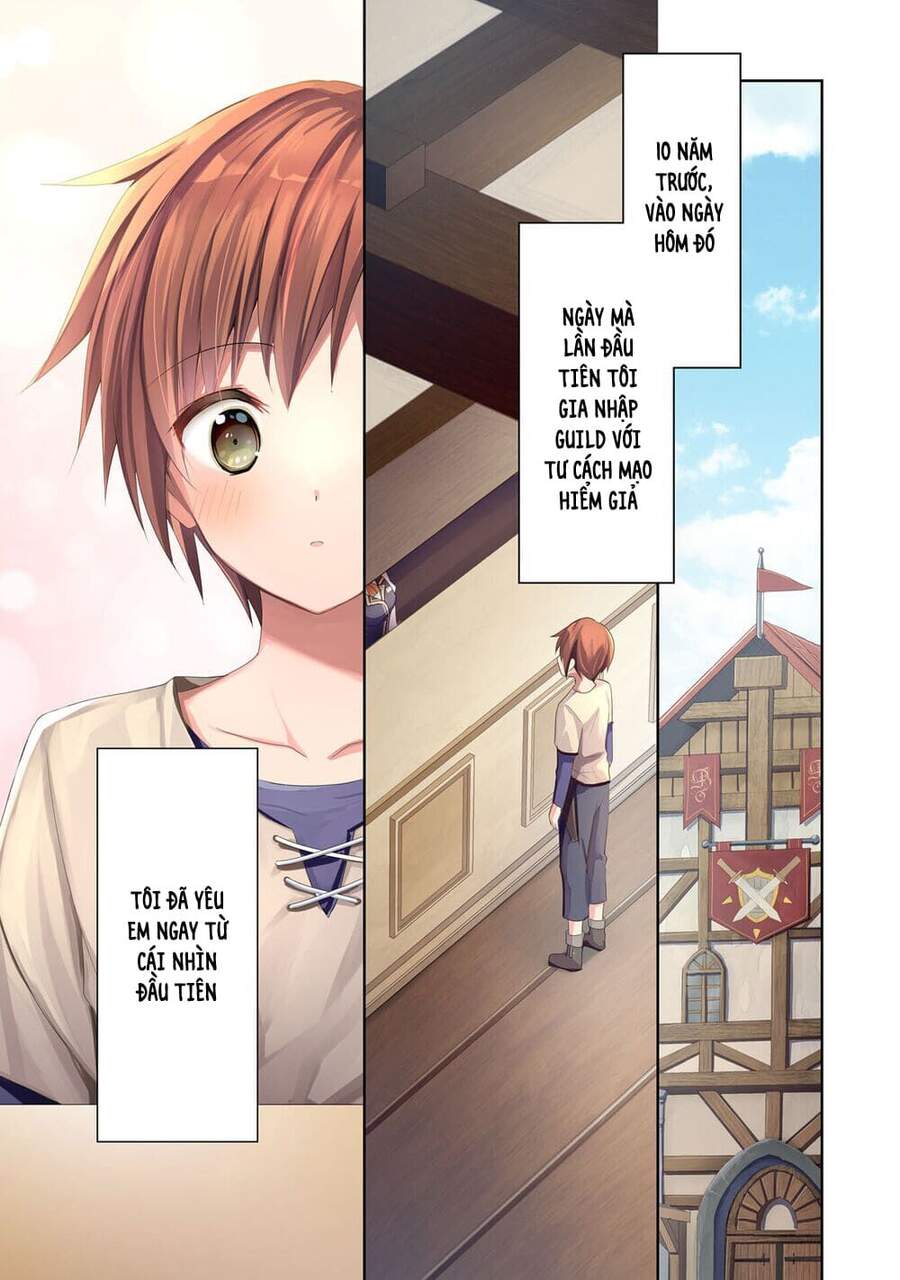 10 NĂM
TRƯỚC,
VÀO NGÀY
HÔM ĐÓ
NGÀY MÀ
LẦN ĐẦU
TIÊN TÔI
GIA NHẬP
GUILD VỚI
TƯ CÁCH MẠO
HIỂM GIẢ
TÔI ĐÃ YÊU
EM NGAY TỪ
CÁI NHÌN
ĐẦU TIÊN